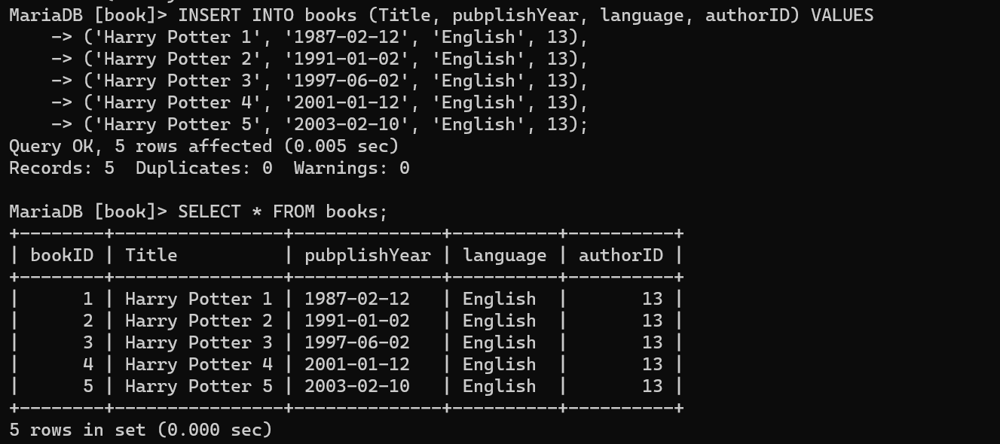 MariaDB [book]> INSERT INTO books (Title, pubplishYear, language, authorID) VALUES
    -> ('Harry Potter 1', '1987-02-12', 'English', 13),
    -> ('Harry Potter 2', '1991-01-02', 'English', 13),
    -> ('Harry Potter 3', '1997-06-02', 'English', 13),
    -> ('Harry Potter 4', '2001-01-12', 'English', 13),
    -> ('Harry Potter 5', '2003-02-10', 'English', 13);
Query OK, 5 rows affected (0.005 sec)
Records: 5  Duplicates: 0  Warnings: 0

MariaDB [book]> SELECT * FROM books;
+--------+----------------+--------------+----------+----------+
| bookID | Title          | pubplishYear | language | authorID |
+--------+----------------+--------------+----------+----------+
|      1 | Harry Potter 1 | 1987-02-12   | English  |       13 |
|      2 | Harry Potter 2 | 1991-01-02   | English  |       13 |
|      3 | Harry Potter 3 | 1997-06-02   | English  |       13 |
|      4 | Harry Potter 4 | 2001-01-12   | English  |       13 |
|      5 | Harry Potter 5 | 2003-02-10   | English  |       13 |
+--------+----------------+--------------+----------+----------+
5 rows in set (0.000 sec)